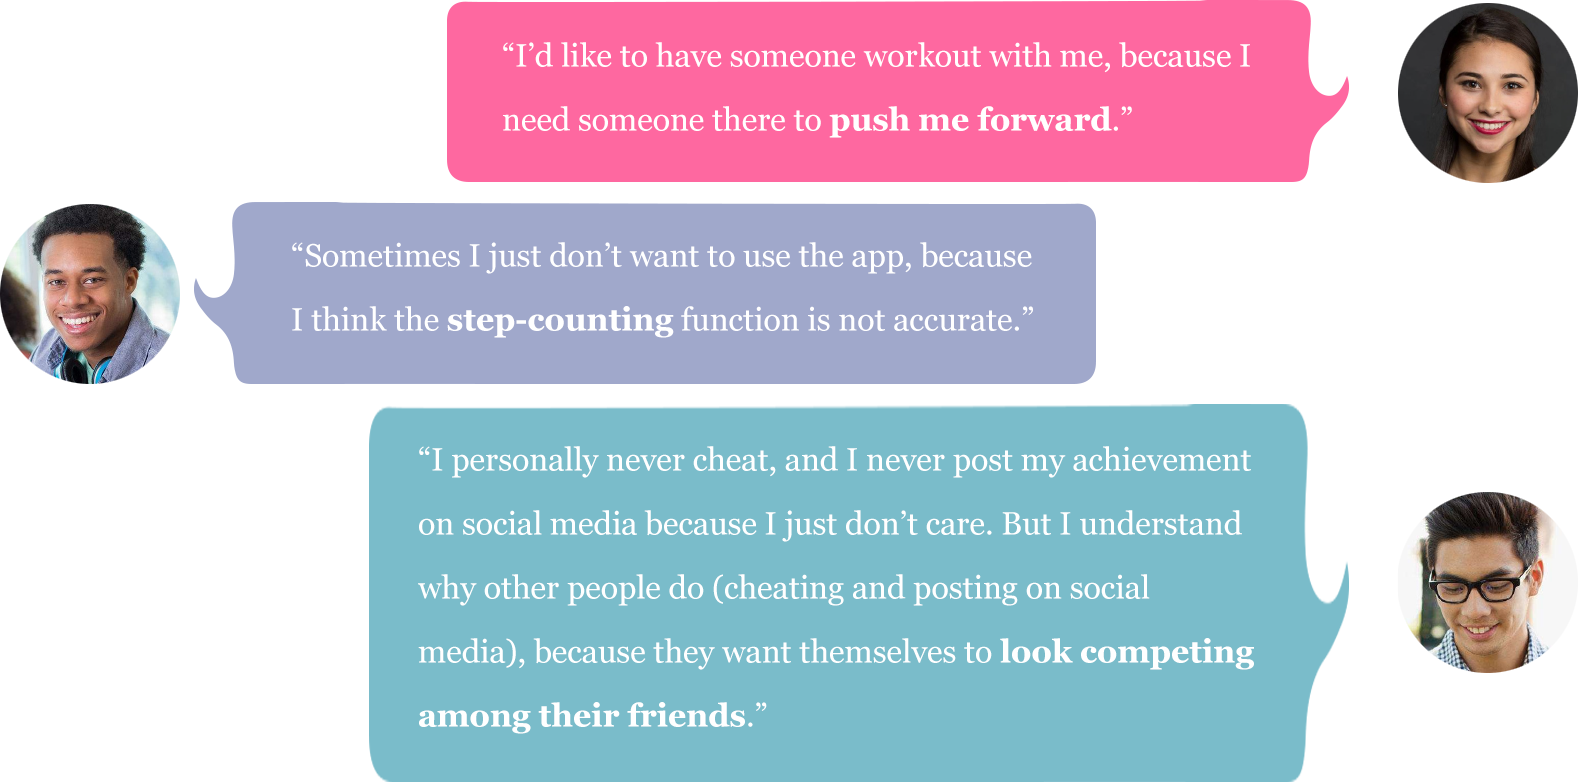 “I’d like to have someone workout with me, because I
need someone there to push me forward.”
“Sometimes I just don’t want to use the app, because
I think the step-counting function is not accurate.”
“I personally never cheat, and I never post my achievement
on social media because I just don’t care. But I understand
why other people do (cheating and posting on social
media), because they want themselves to look competing
among their friends.”